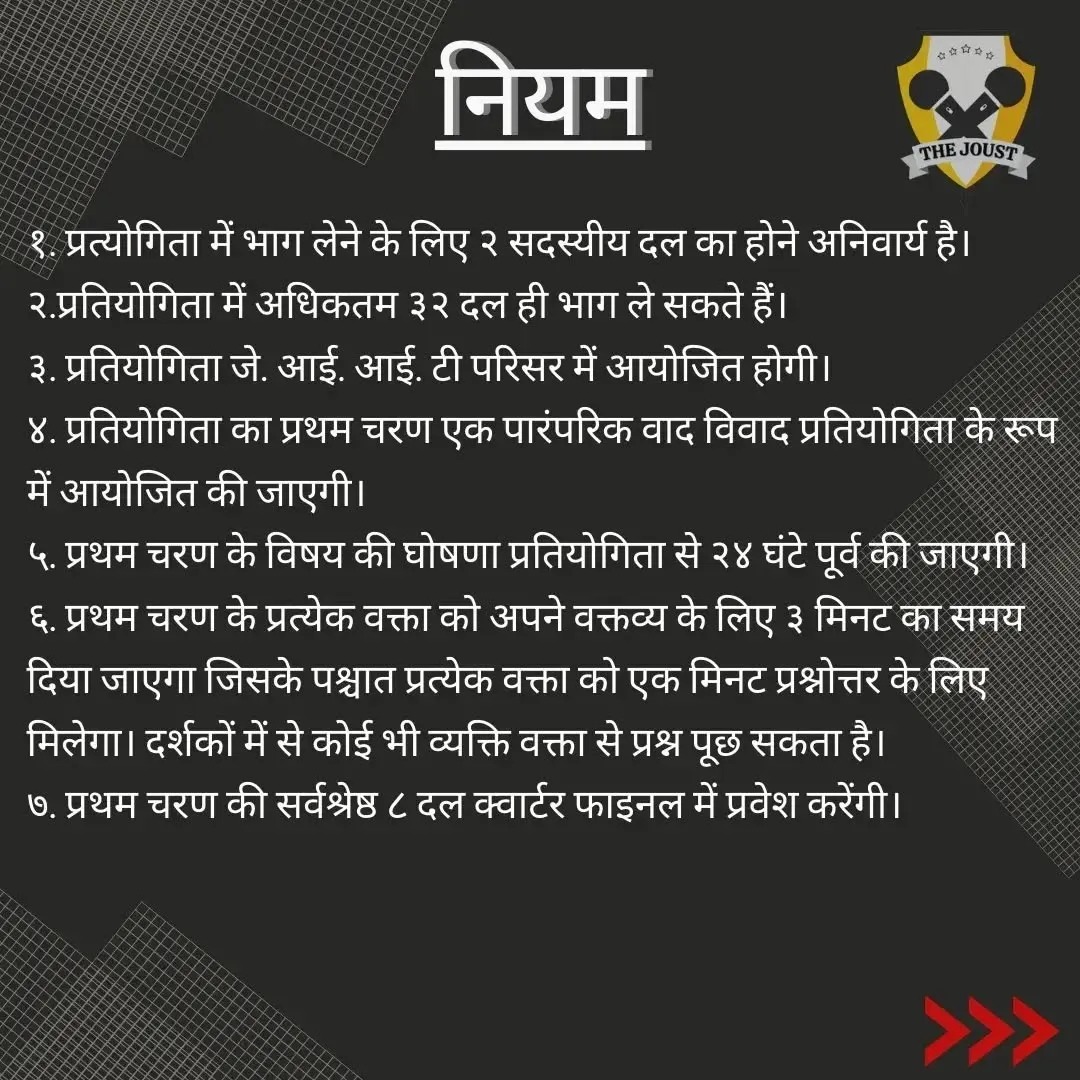 नियम
THE JOUST
१. प्रत्योगिता में भाग लेने के लिए २ सदस्यीय दल का होने अनिवार्य है।
२.प्रतियोगिता में अधिकतम ३२ दल ही भाग ले सकते हैं।
३. प्रतियोगिता जे. आई. आई. टी परिसर में आयोजित होगी।
४. प्रतियोगिता का प्रथम चरण एक पारंपरिक वाद विवाद प्रतियोगिता के रूप
में आयोजित की जाएगी।
५. प्रथम चरण के विषय की घोषणा प्रतियोगिता से २४ घंटे पूर्व की जाएगी।
६. प्रथम चरण के प्रत्येक वक्ता को अपने वक्तव्य के लिए ३ मिनट का समय
दिया जाएगा जिसके पश्चात प्रत्येक वक्ता को एक मिनट प्रश्नोत्तर के लिए
मिलेगा। दर्शकों में से कोई भी व्यक्ति वक्ता से प्रश्न पूछ सकता है।
७. प्रथम चरण की सर्वश्रेष्ठ ८ दल क्वार्टर फाइनल में प्रवेश करेंगी।